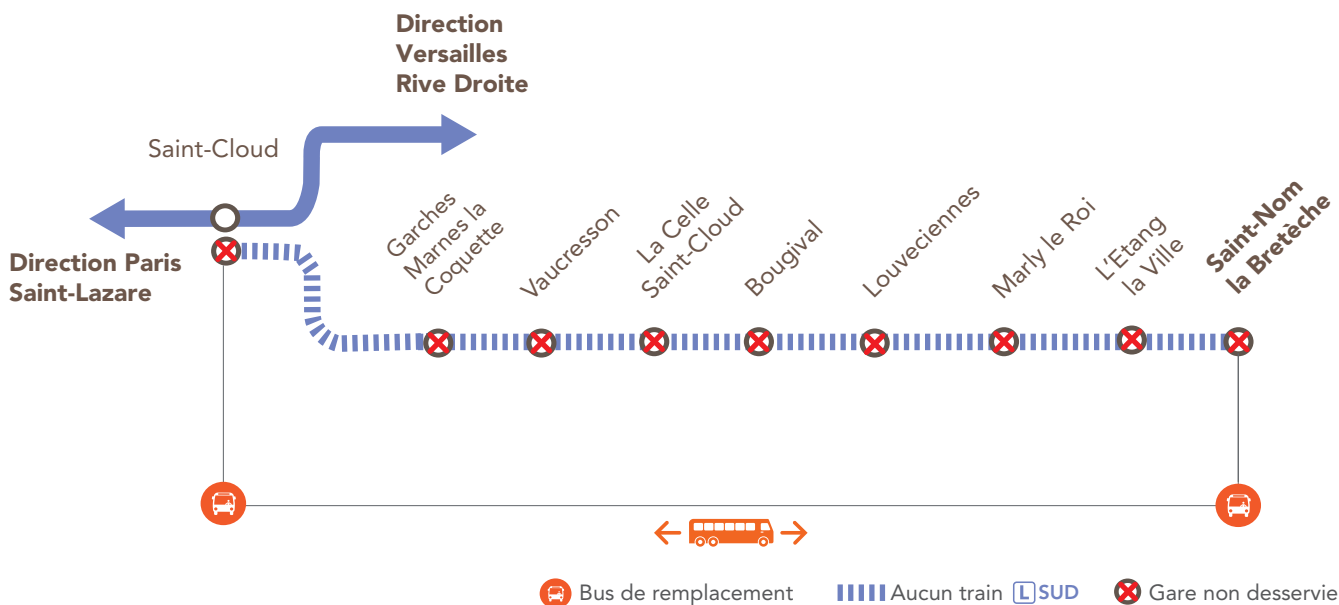 Direction
Versailles
Rive Droite
Saint-Cloud
Direction Paris
Saint-Lazare
Garches
Marnes la
Coquette
Vaucresson
La Celle
Saint-Cloud
Bougival
Louveciennes
Marly le Roi
L'Etang
la Ville
Saint-Nom
la Bretèche
Bus de remplacement
Aucun train L SUD
Gare non desservie